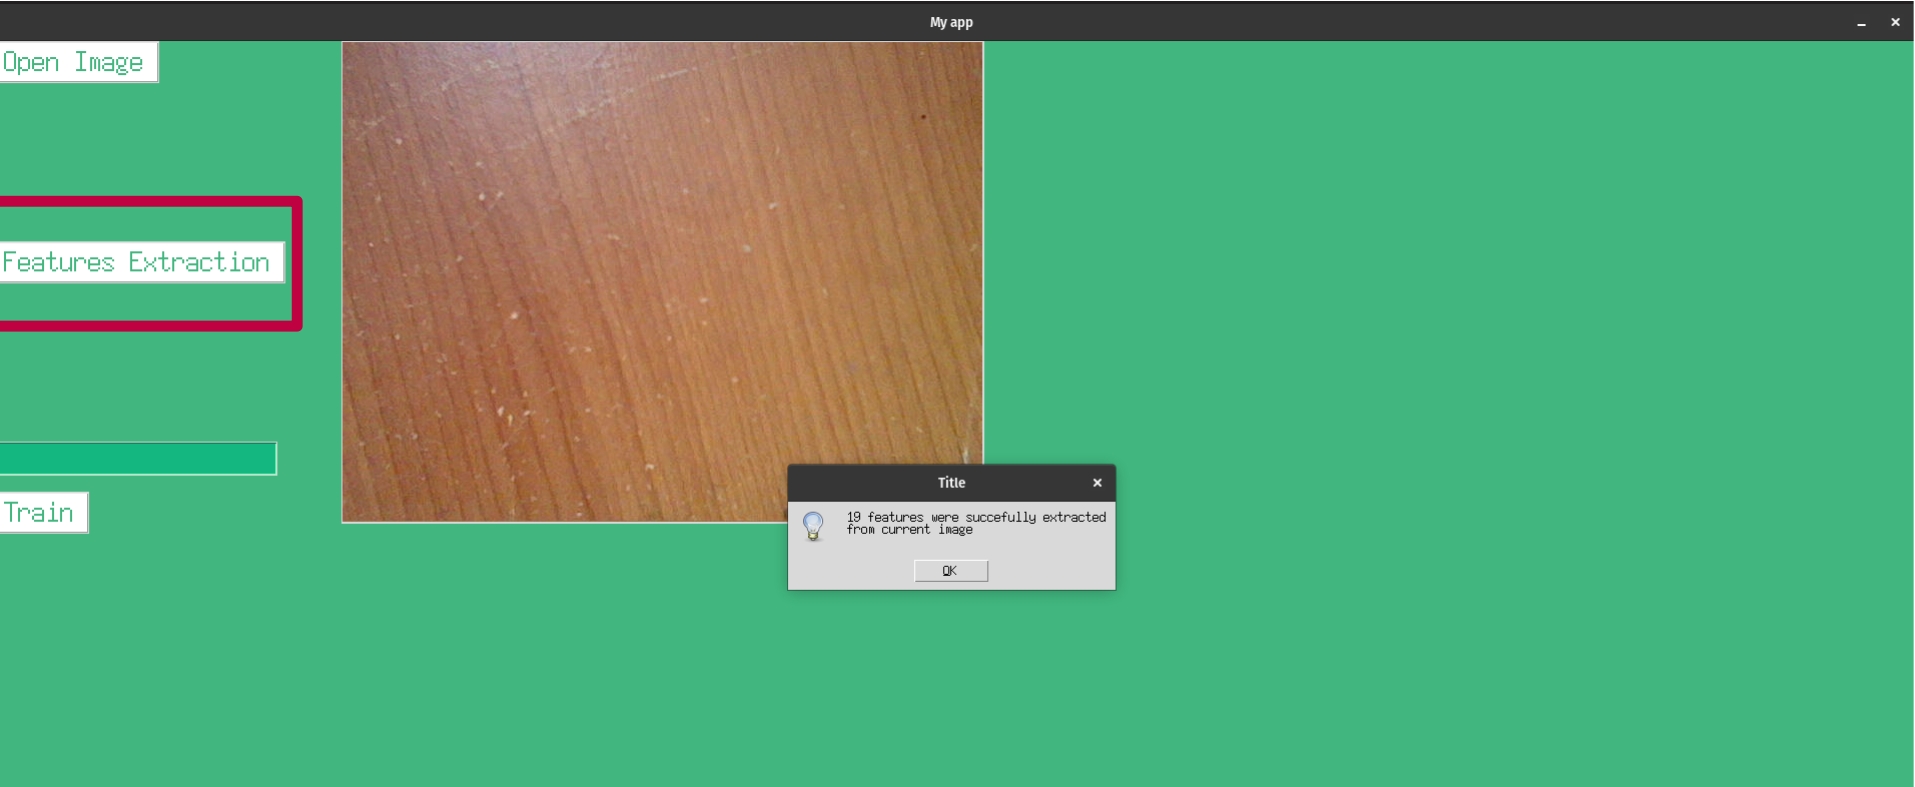 My app
Open Image
Features Extraction
Train
Title
19 features were succefully extracted
from current image
OK